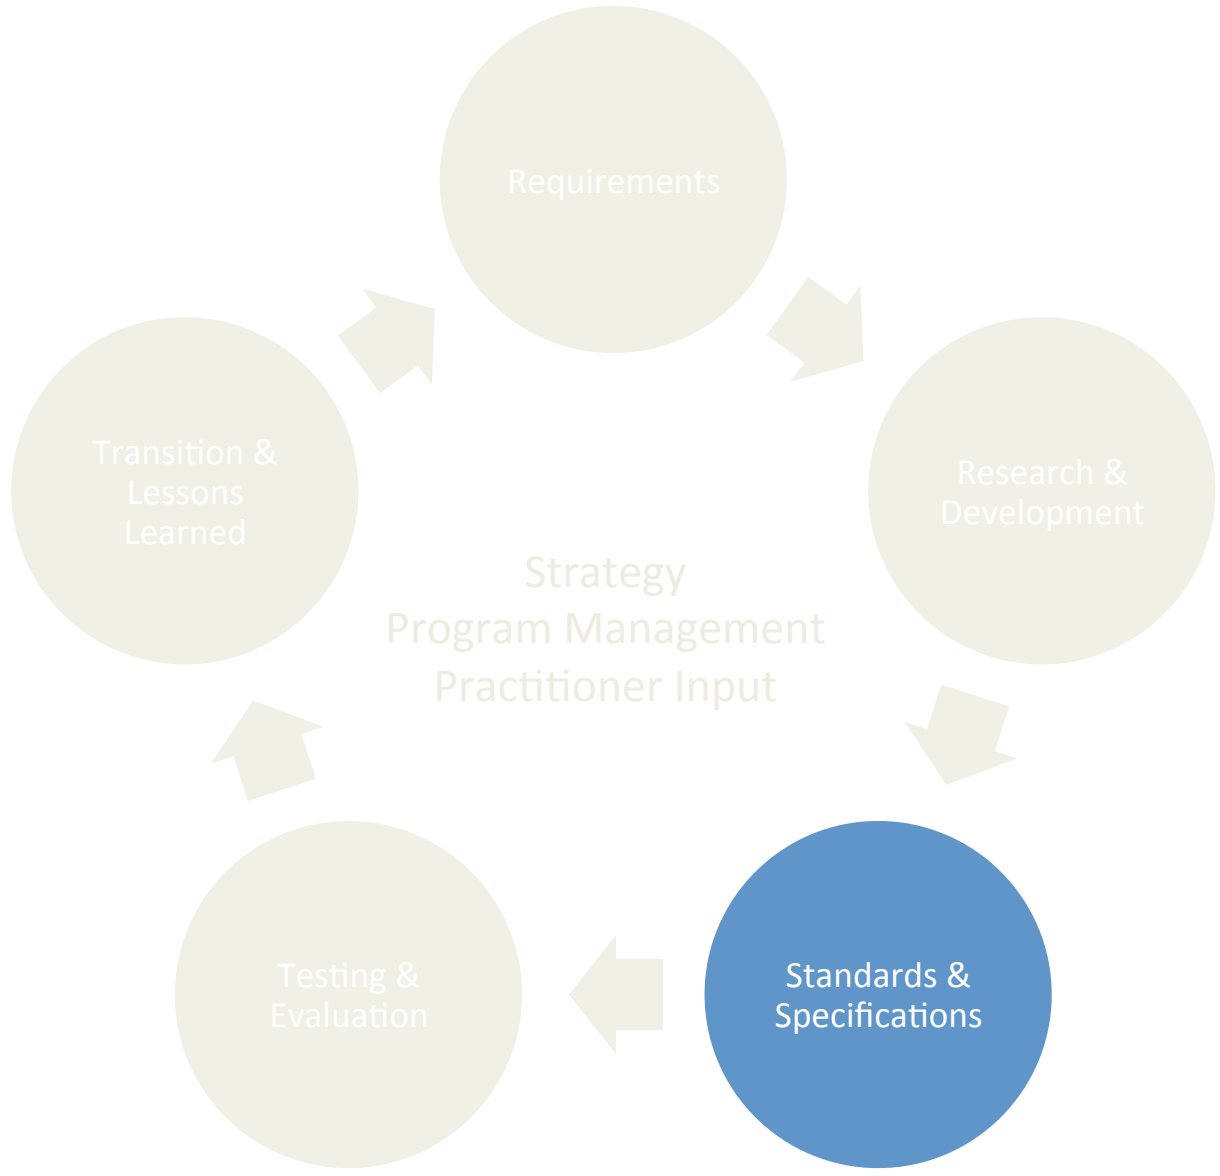 Requirements
Research &
Development
Standards &
Specifications
Testing &
Evaluation
Transition &
Lessons
Learned
Strategy
Program Management
Practitioner Input